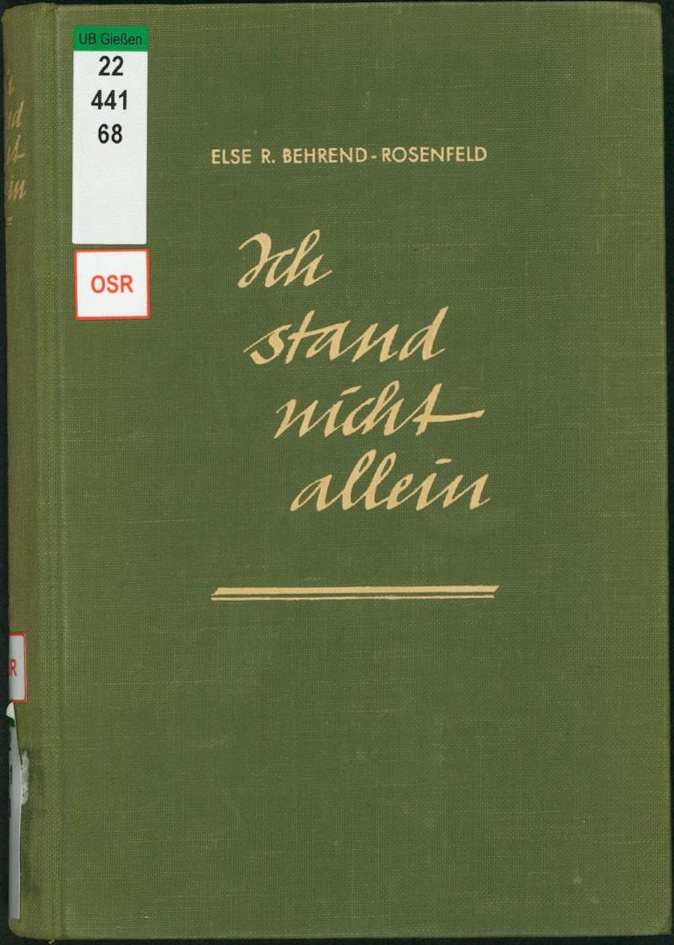 UB Gießen
22
441
68
OSR
ELSE R. BEHREND-ROSENFELD
Ich
stand
nicht
allein